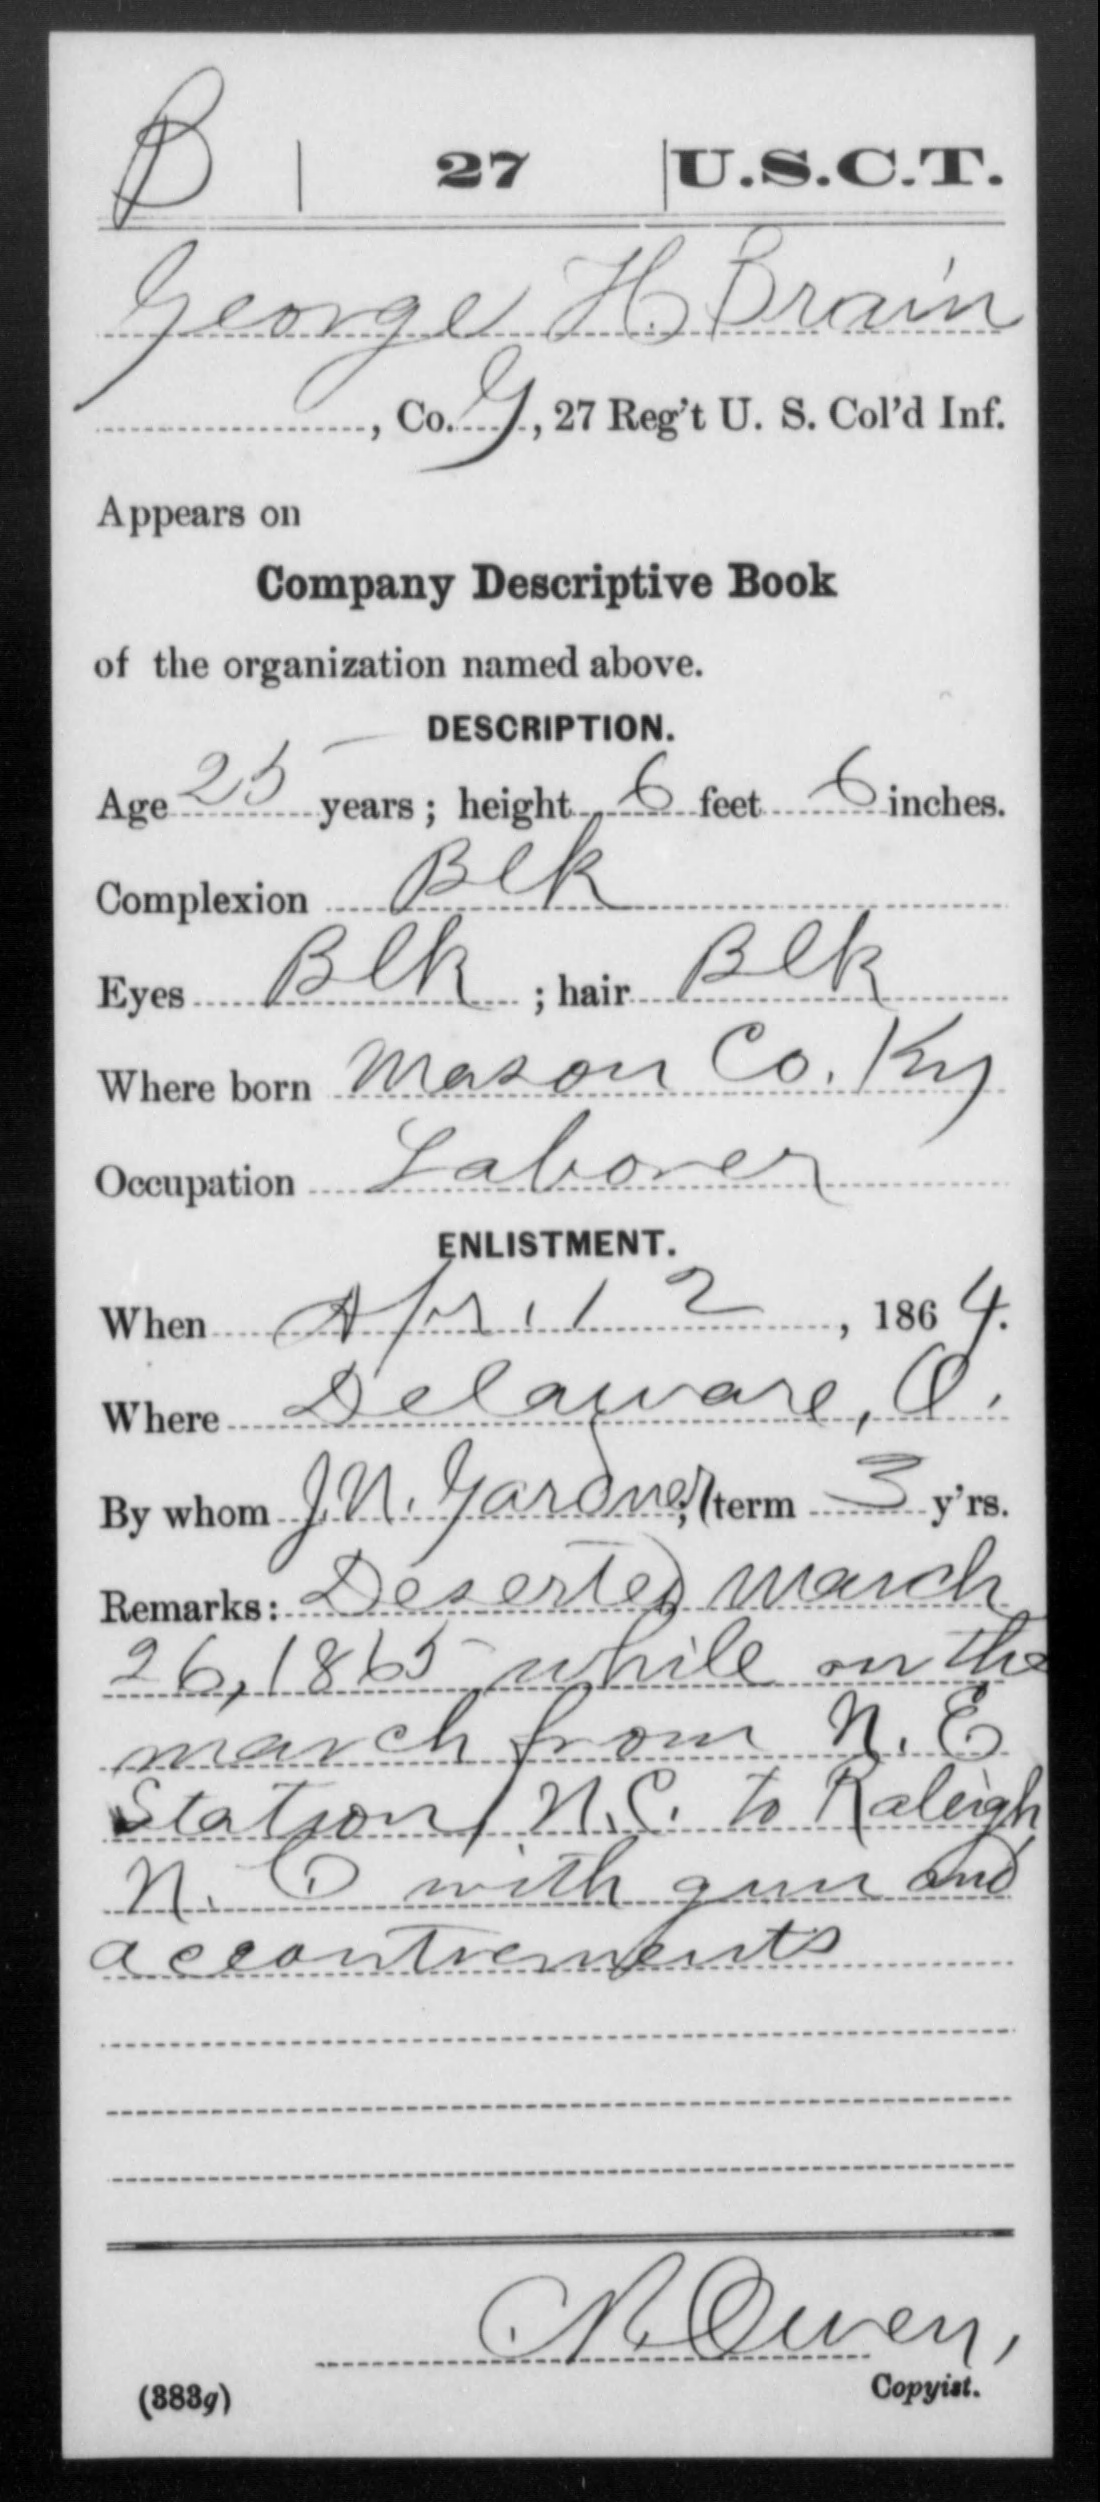 B | 27 | U.S.C.T.
George H. Brain
, Co. G, 27 Reg't U. S. Col'd Inf.
Appears on
Company Descriptive Book
of the organization named above.
DESCRIPTION.
Age 25 years; height 6 feet 6 inches.
Complexion Blk
Eyes Blk ; hair Blk
Where born Mason Co. Ky
Occupation Laborer
ENLISTMENT.
When April 2, 1864.
Where Delaware, O.
By whom J. N. Gardner; term 3 y'rs.
Remarks: Deserted March
26, 1865 while on the
march from N. E
Station, N.C. to Raleigh
N. C with gun and
accoutrements
Owen,
(383g) Copyist.